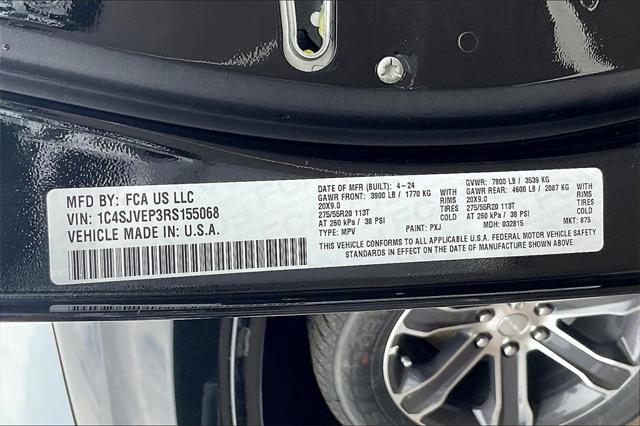 MFD BY: FCA US LLC
VIN: 1C4SJVEP3RS155068
VEHICLE MADE IN: U.S.A.
DATE OF MFR (BUILT): 4-24
GAWR FRONT: 3900 LB / 1770 KG
20X9.0 RIMS
275/55R20 113T TIRES
AT 260 kPa / 38 PSI COLD
TYPE: MPV PAINT: PXJ
GVWR: 7800 LB / 3539 KG
GAWR REAR: 4600 LB / 2087 KG
20X9.0 RIMS
275/55R20 113T TIRES
AT 260 kPa / 38 PSI COLD
MDH: 032815 MKT: 875
THIS VEHICLE CONFORMS TO ALL APPLICABLE U.S.A. FEDERAL MOTOR VEHICLE SAFETY
STANDARDS IN EFFECT ON THE DATE OF MANUFACTURE SHOWN ABOVE.